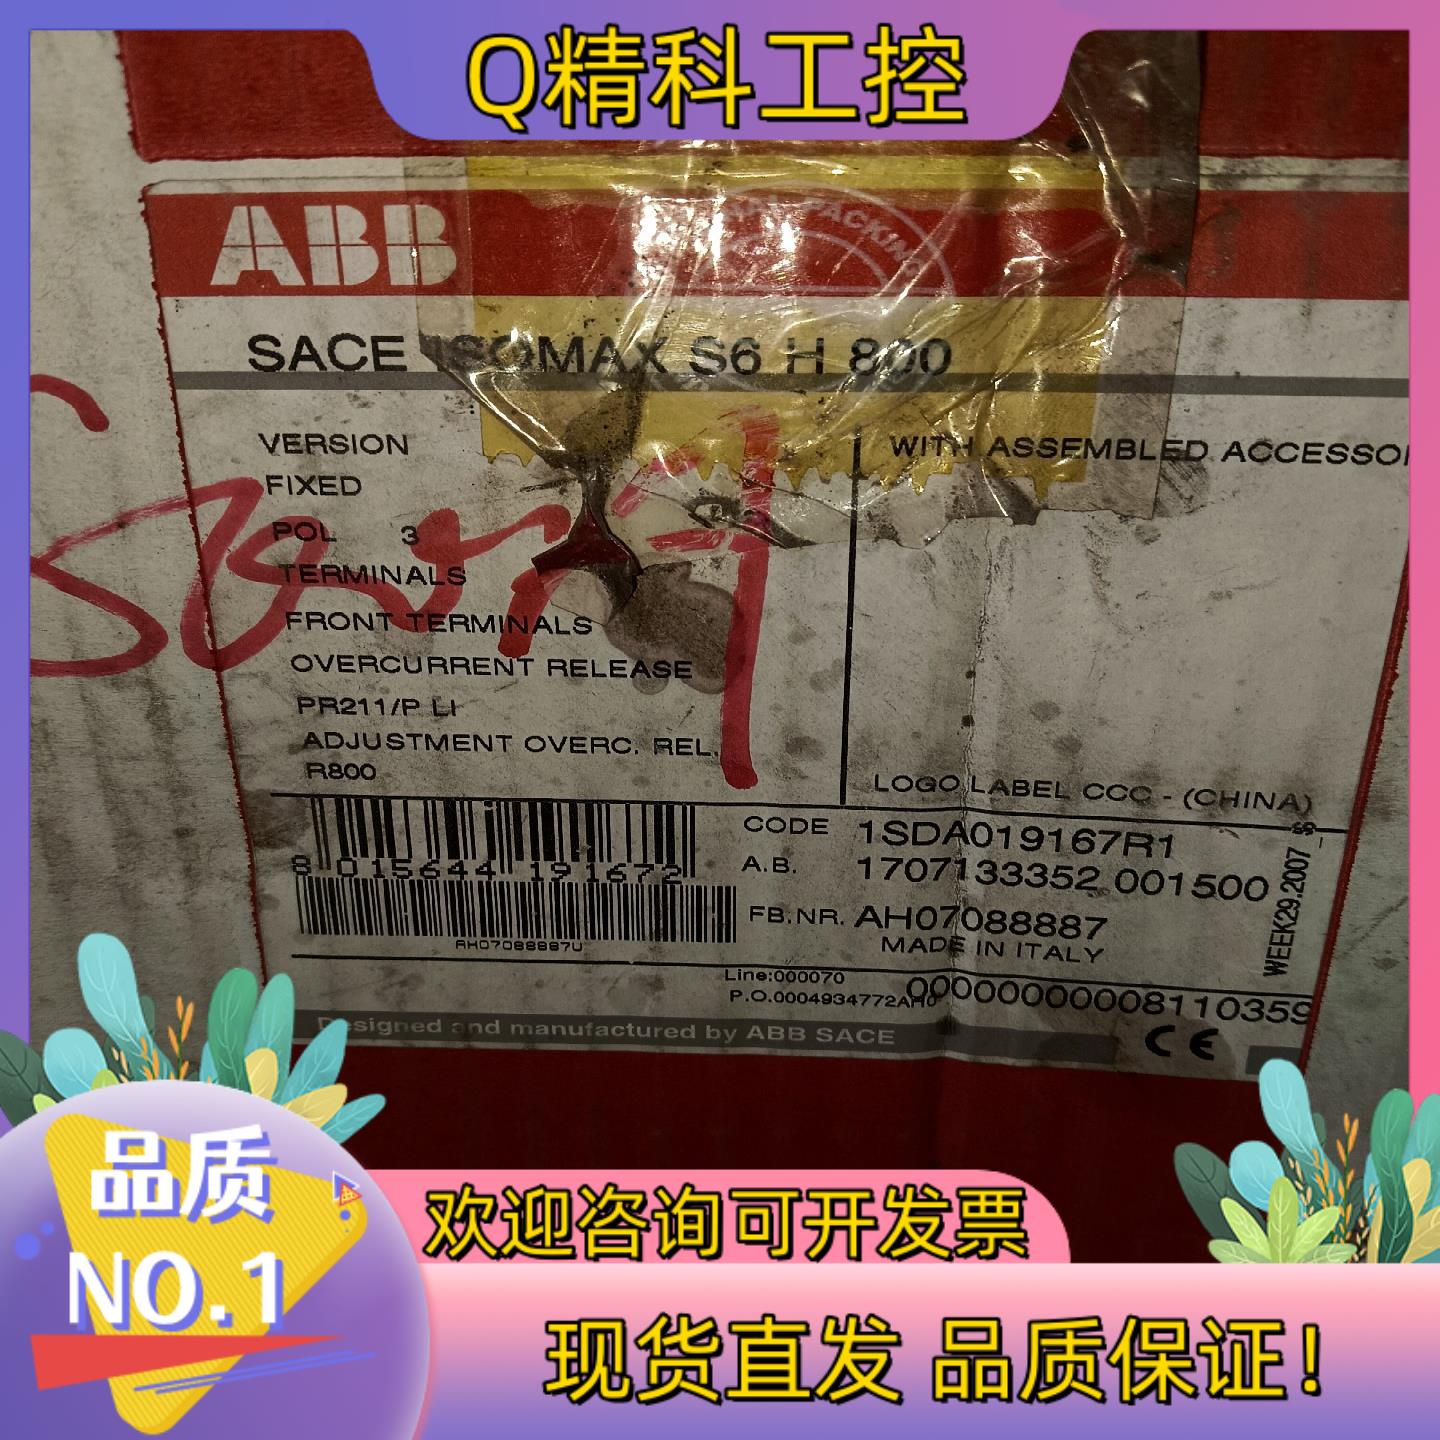 Q精科工控
ABB
PACKING
SACE ISOMAX S6 H 800
VERSION
FIXED
POL 3
TERMINALS
FRONT TERMINALS
OVERCURRENT RELEASE
PR211/P LI
ADJUSTMENT OVERC. REL.
R800
WITH ASSEMBLED ACCESSOR
LOGO LABEL CCC - (CHINA)
8 015644 191672
AH07088887U
CODE 1SDA019167R1
A.B. 1707133352 001500
FB.NR. AH07088887
MADE IN ITALY
WEEK29.2007
Line:000070
P.O.0004934772AH0
0000000000008110359
Designed and manufactured by ABB SACE
CE
品质
NO.1
欢迎咨询可开发票
现货直发 品质保证!